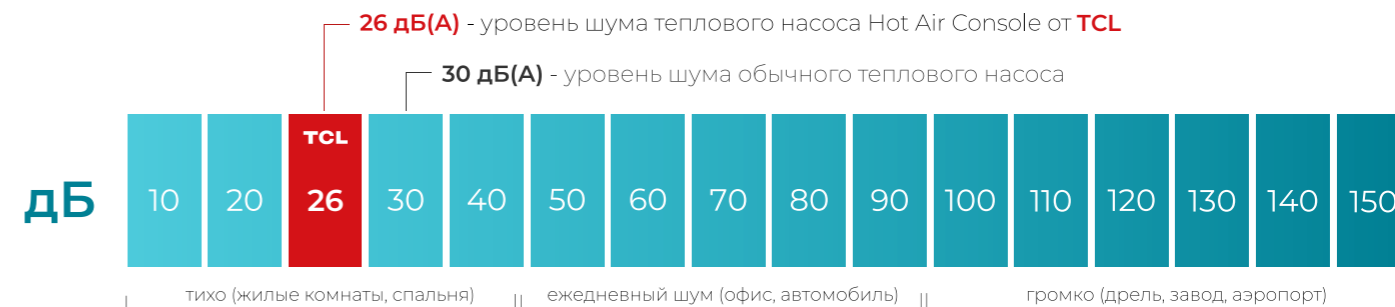 26 дБ(А) - уровень шума теплового насоса Hot Air Console от TCL
30 дБ(А) - уровень шума обычного теплового насоса
TCL
дБ 10 20 26 30 40 50 60 70 80 90 100 110 120 130 140 150
тихо (жилые комнаты, спальня) ежедневный шум (офис, автомобиль) громко (дрель, завод, аэропорт)